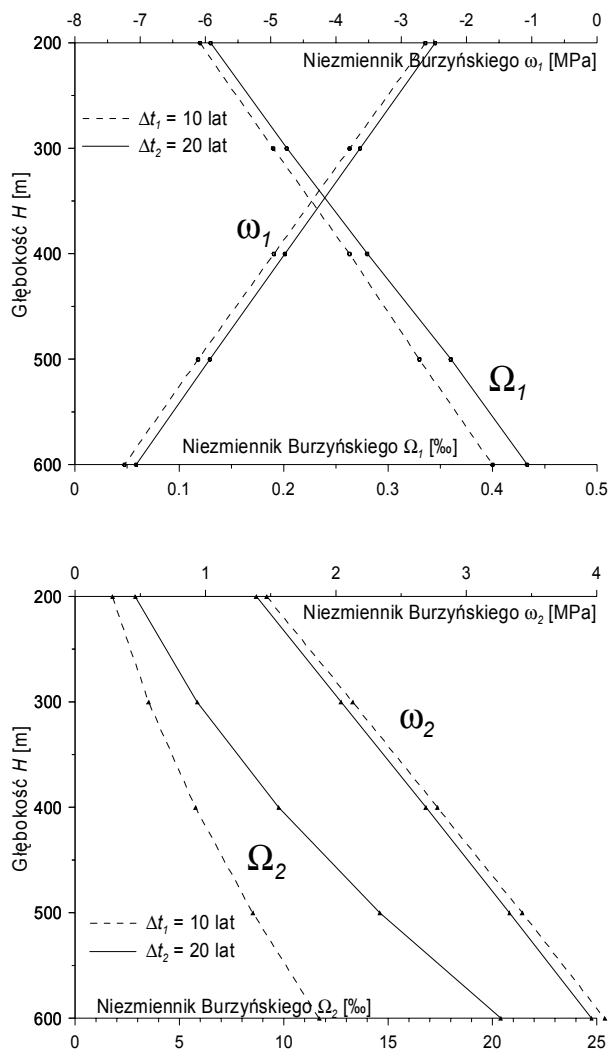 -8 -7 -6 -5 -4 -3 -2 -1 0
200
Niezmiennik Burzyńskiego ω1 [MPa]
Δt1 = 10 lat
Δt2 = 20 lat
300
ω1
Głębokość H [m]
400
500
Ω1
Niezmiennik Burzyńskiego Ω1 [‰]
600
0 0.1 0.2 0.3 0.4 0.5
0 1 2 3 4
200
Niezmiennik Burzyńskiego ω2 [MPa]
300
ω2
Głębokość H [m]
400
Ω2
500
Δt1 = 10 lat
Δt2 = 20 lat
Niezmiennik Burzyńskiego Ω2 [‰]
600
0 5 10 15 20 25